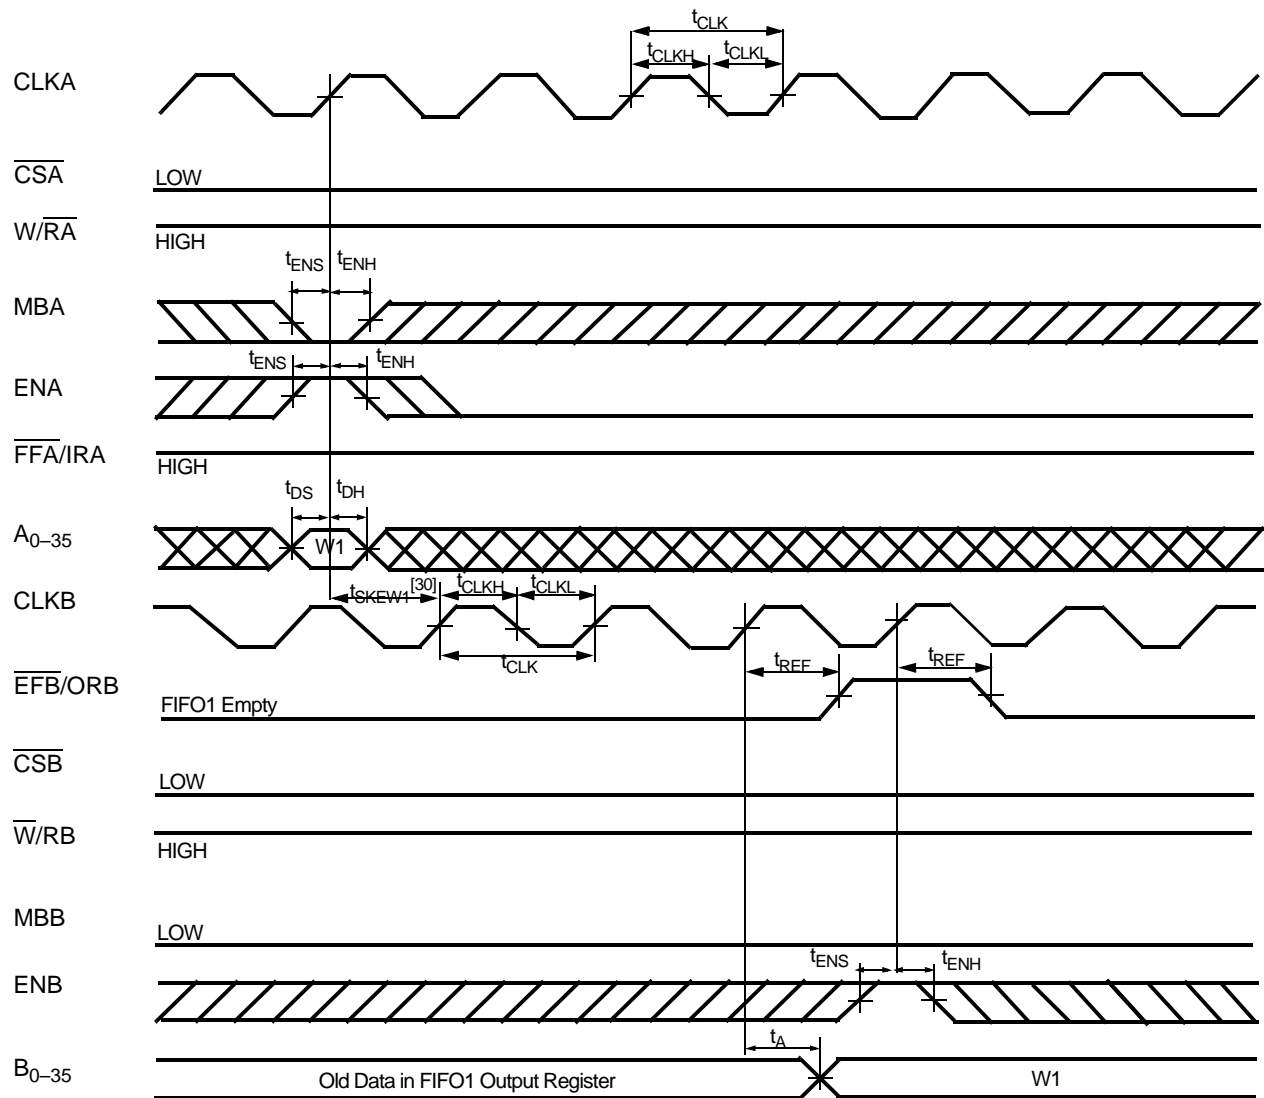 tCLK
tCLKH tCLKL
CLKA
CSA LOW
W/RA HIGH
tENS tENH
MBA
tENS tENH
ENA
FFA/IRA HIGH
tDS tDH
A0–35 W1
tSKEW1[30] tCLKH tCLKL
CLKB
tCLK tREF tREF
EFB/ORB FIFO1 Empty
CSB LOW
W/RB HIGH
MBB LOW
tENS tENH
ENB
tA
B0–35 Old Data in FIFO1 Output Register W1